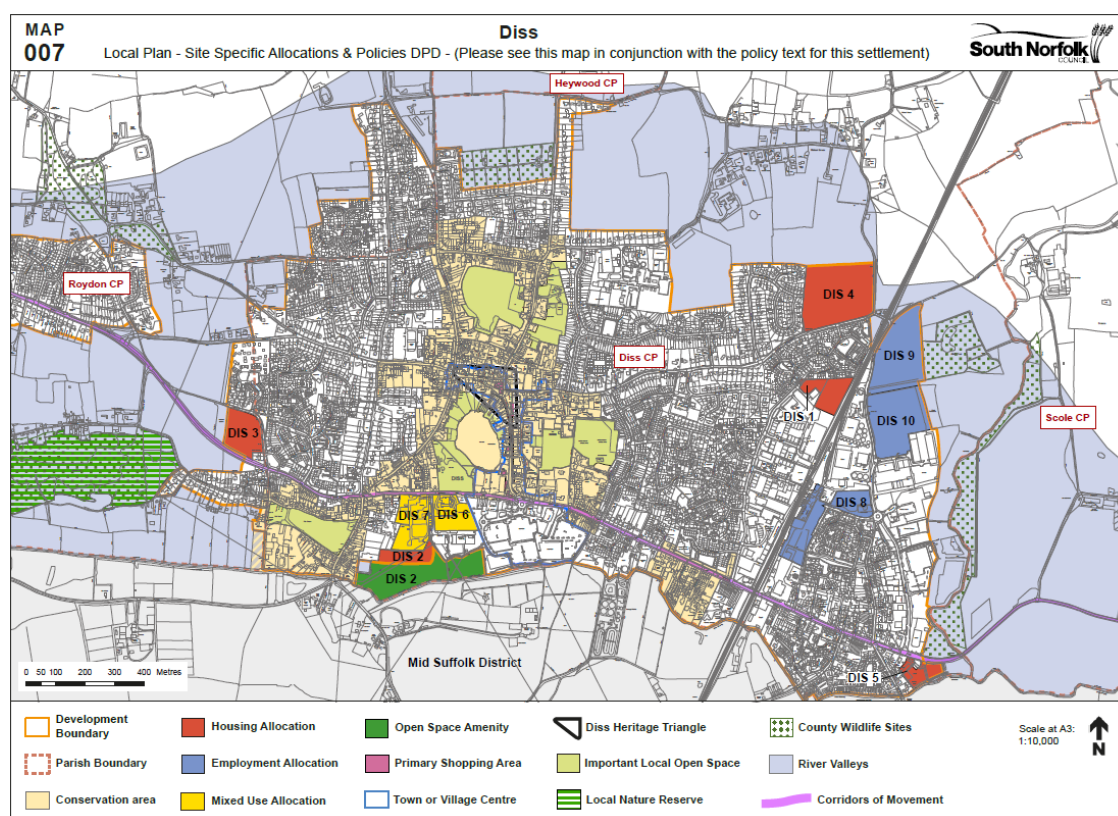 MAP
007
Diss
Local Plan - Site Specific Allocations & Policies DPD - (Please see this map in conjunction with the policy text for this settlement)
South Norfolk
COUNCIL
Heywood CP
Roydon CP
DIS 4
Diss CP
DIS 9
DIS 1
DIS 10
Scole CP
DIS 3
DISS
DIS 7
DIS 6
DIS 8
DIS 2
DIS 2
Mid Suffolk District
DIS 5
0 50 100 200 300 400 Metres
Development Boundary
Housing Allocation
Open Space Amenity
Diss Heritage Triangle
County Wildlife Sites
Scale at A3:
1:10,000
N
Parish Boundary
Employment Allocation
Primary Shopping Area
Important Local Open Space
River Valleys
Conservation area
Mixed Use Allocation
Town or Village Centre
Local Nature Reserve
Corridors of Movement